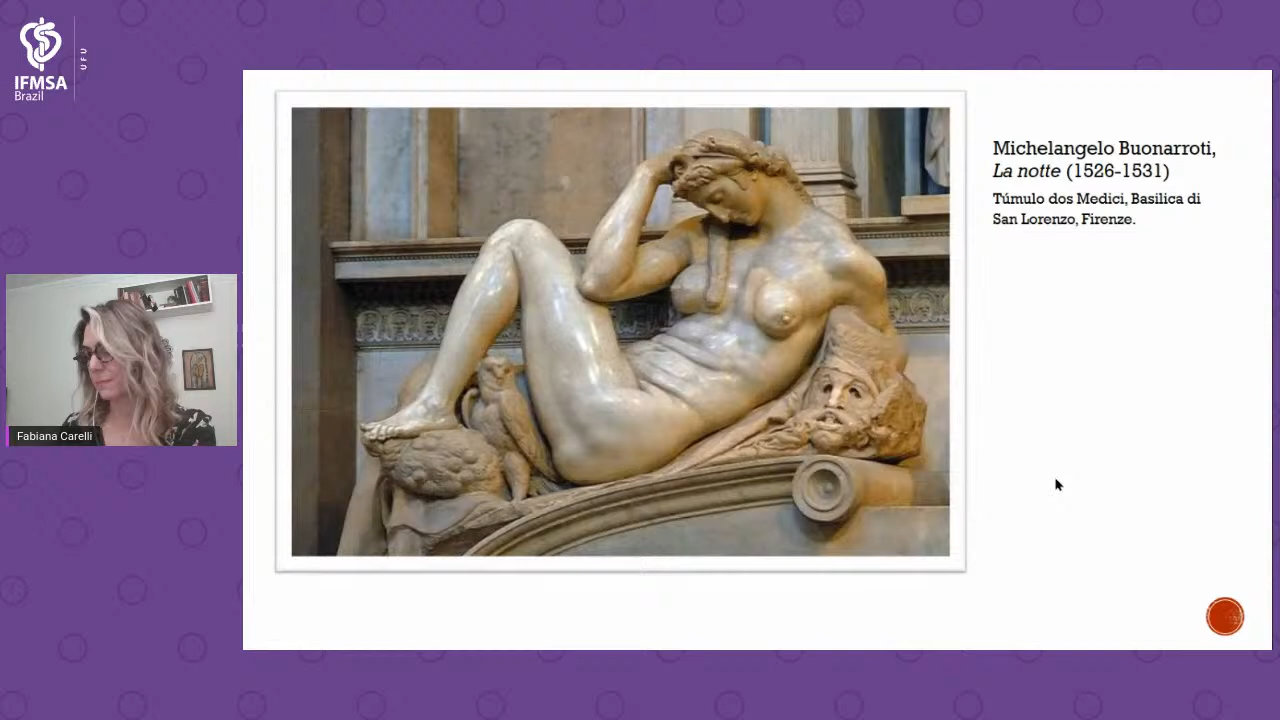 IFMSA
Brazil
UFU
Michelangelo Buonarroti,
La notte (1526-1531)
Túmulo dos Medici, Basilica di
San Lorenzo, Firenze.
Fabiana Carelli